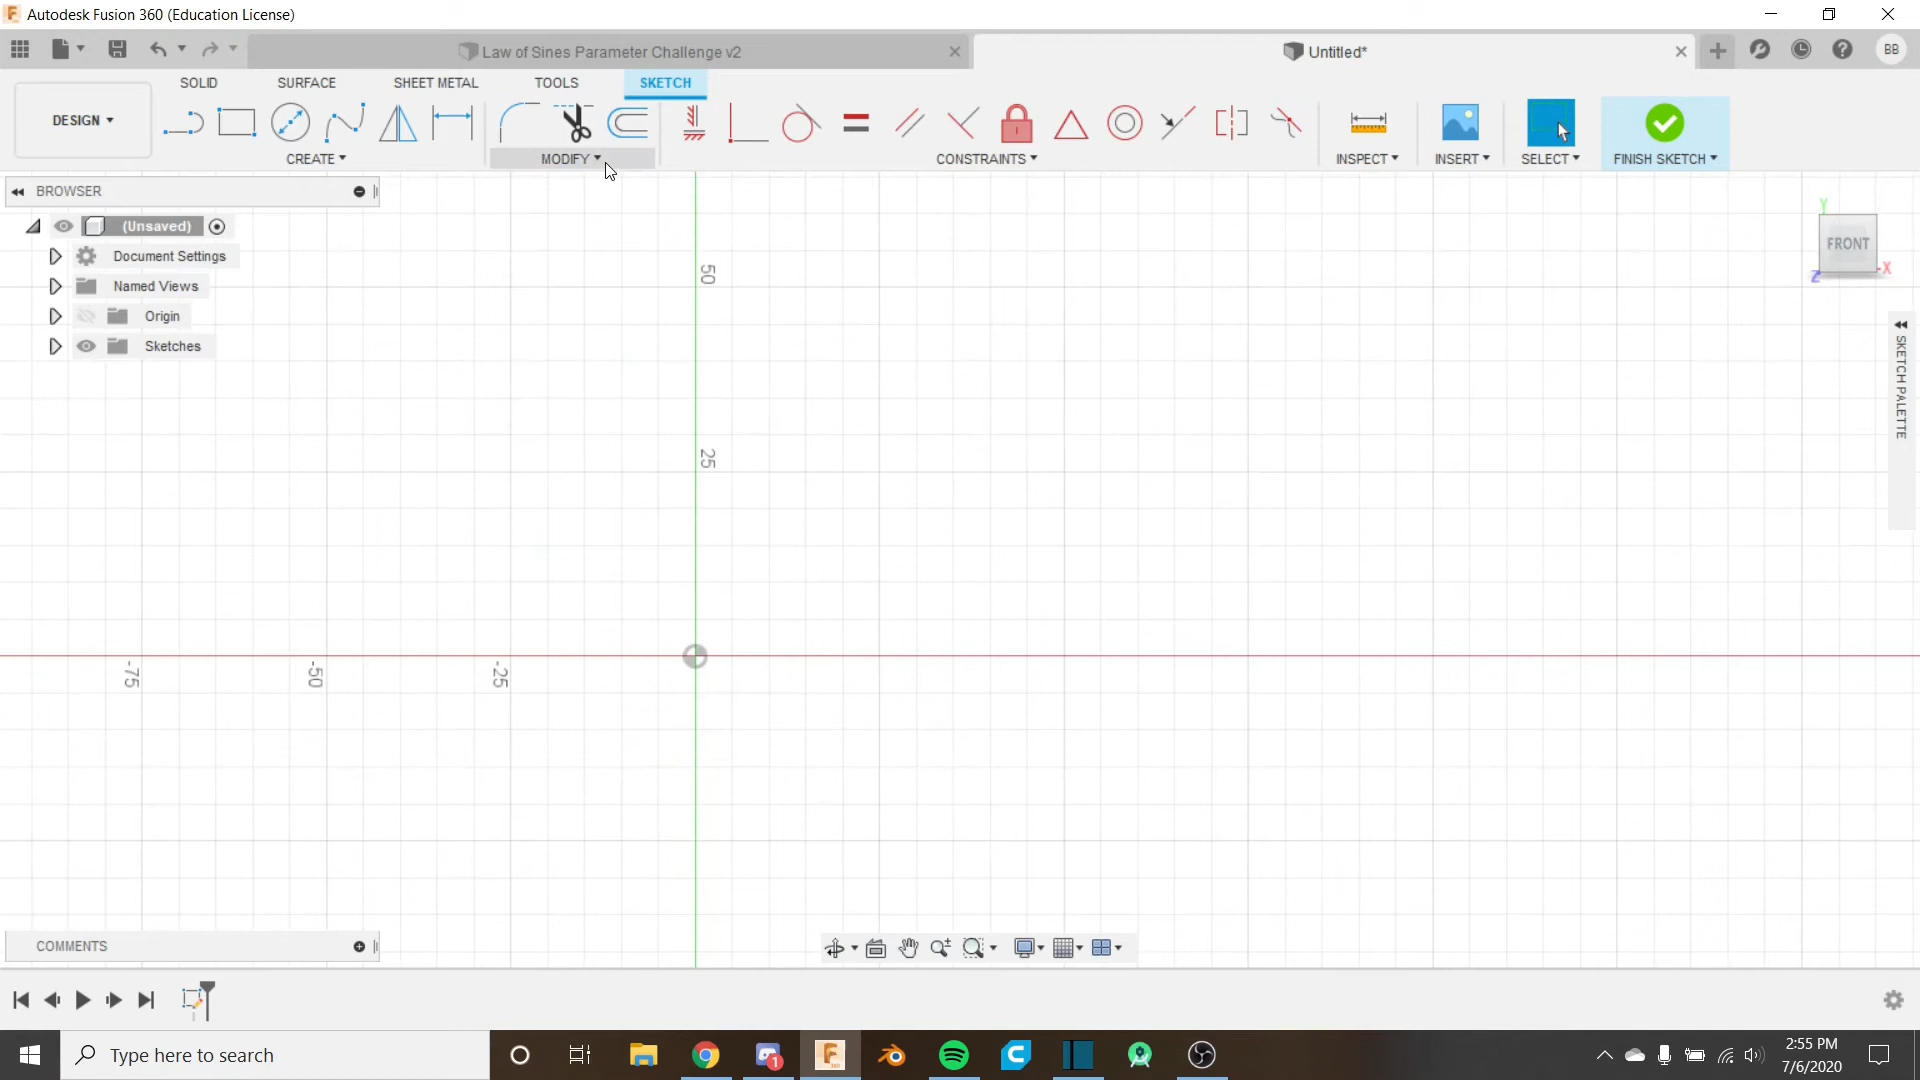 Autodesk Fusion 360 (Education License)
Law of Sines Parameter Challenge v2
Untitled*
BB
SOLID
SURFACE
SHEET METAL
TOOLS
SKETCH
DESIGN
CREATE
MODIFY
CONSTRAINTS
INSPECT
INSERT
SELECT
FINISH SKETCH
BROWSER
(Unsaved)
Document Settings
Named Views
Origin
Sketches
50
25
-75
-50
-25
Y
FRONT
X
Z
SKETCH PALETTE
COMMENTS
Type here to search
1
2:55 PM
7/6/2020